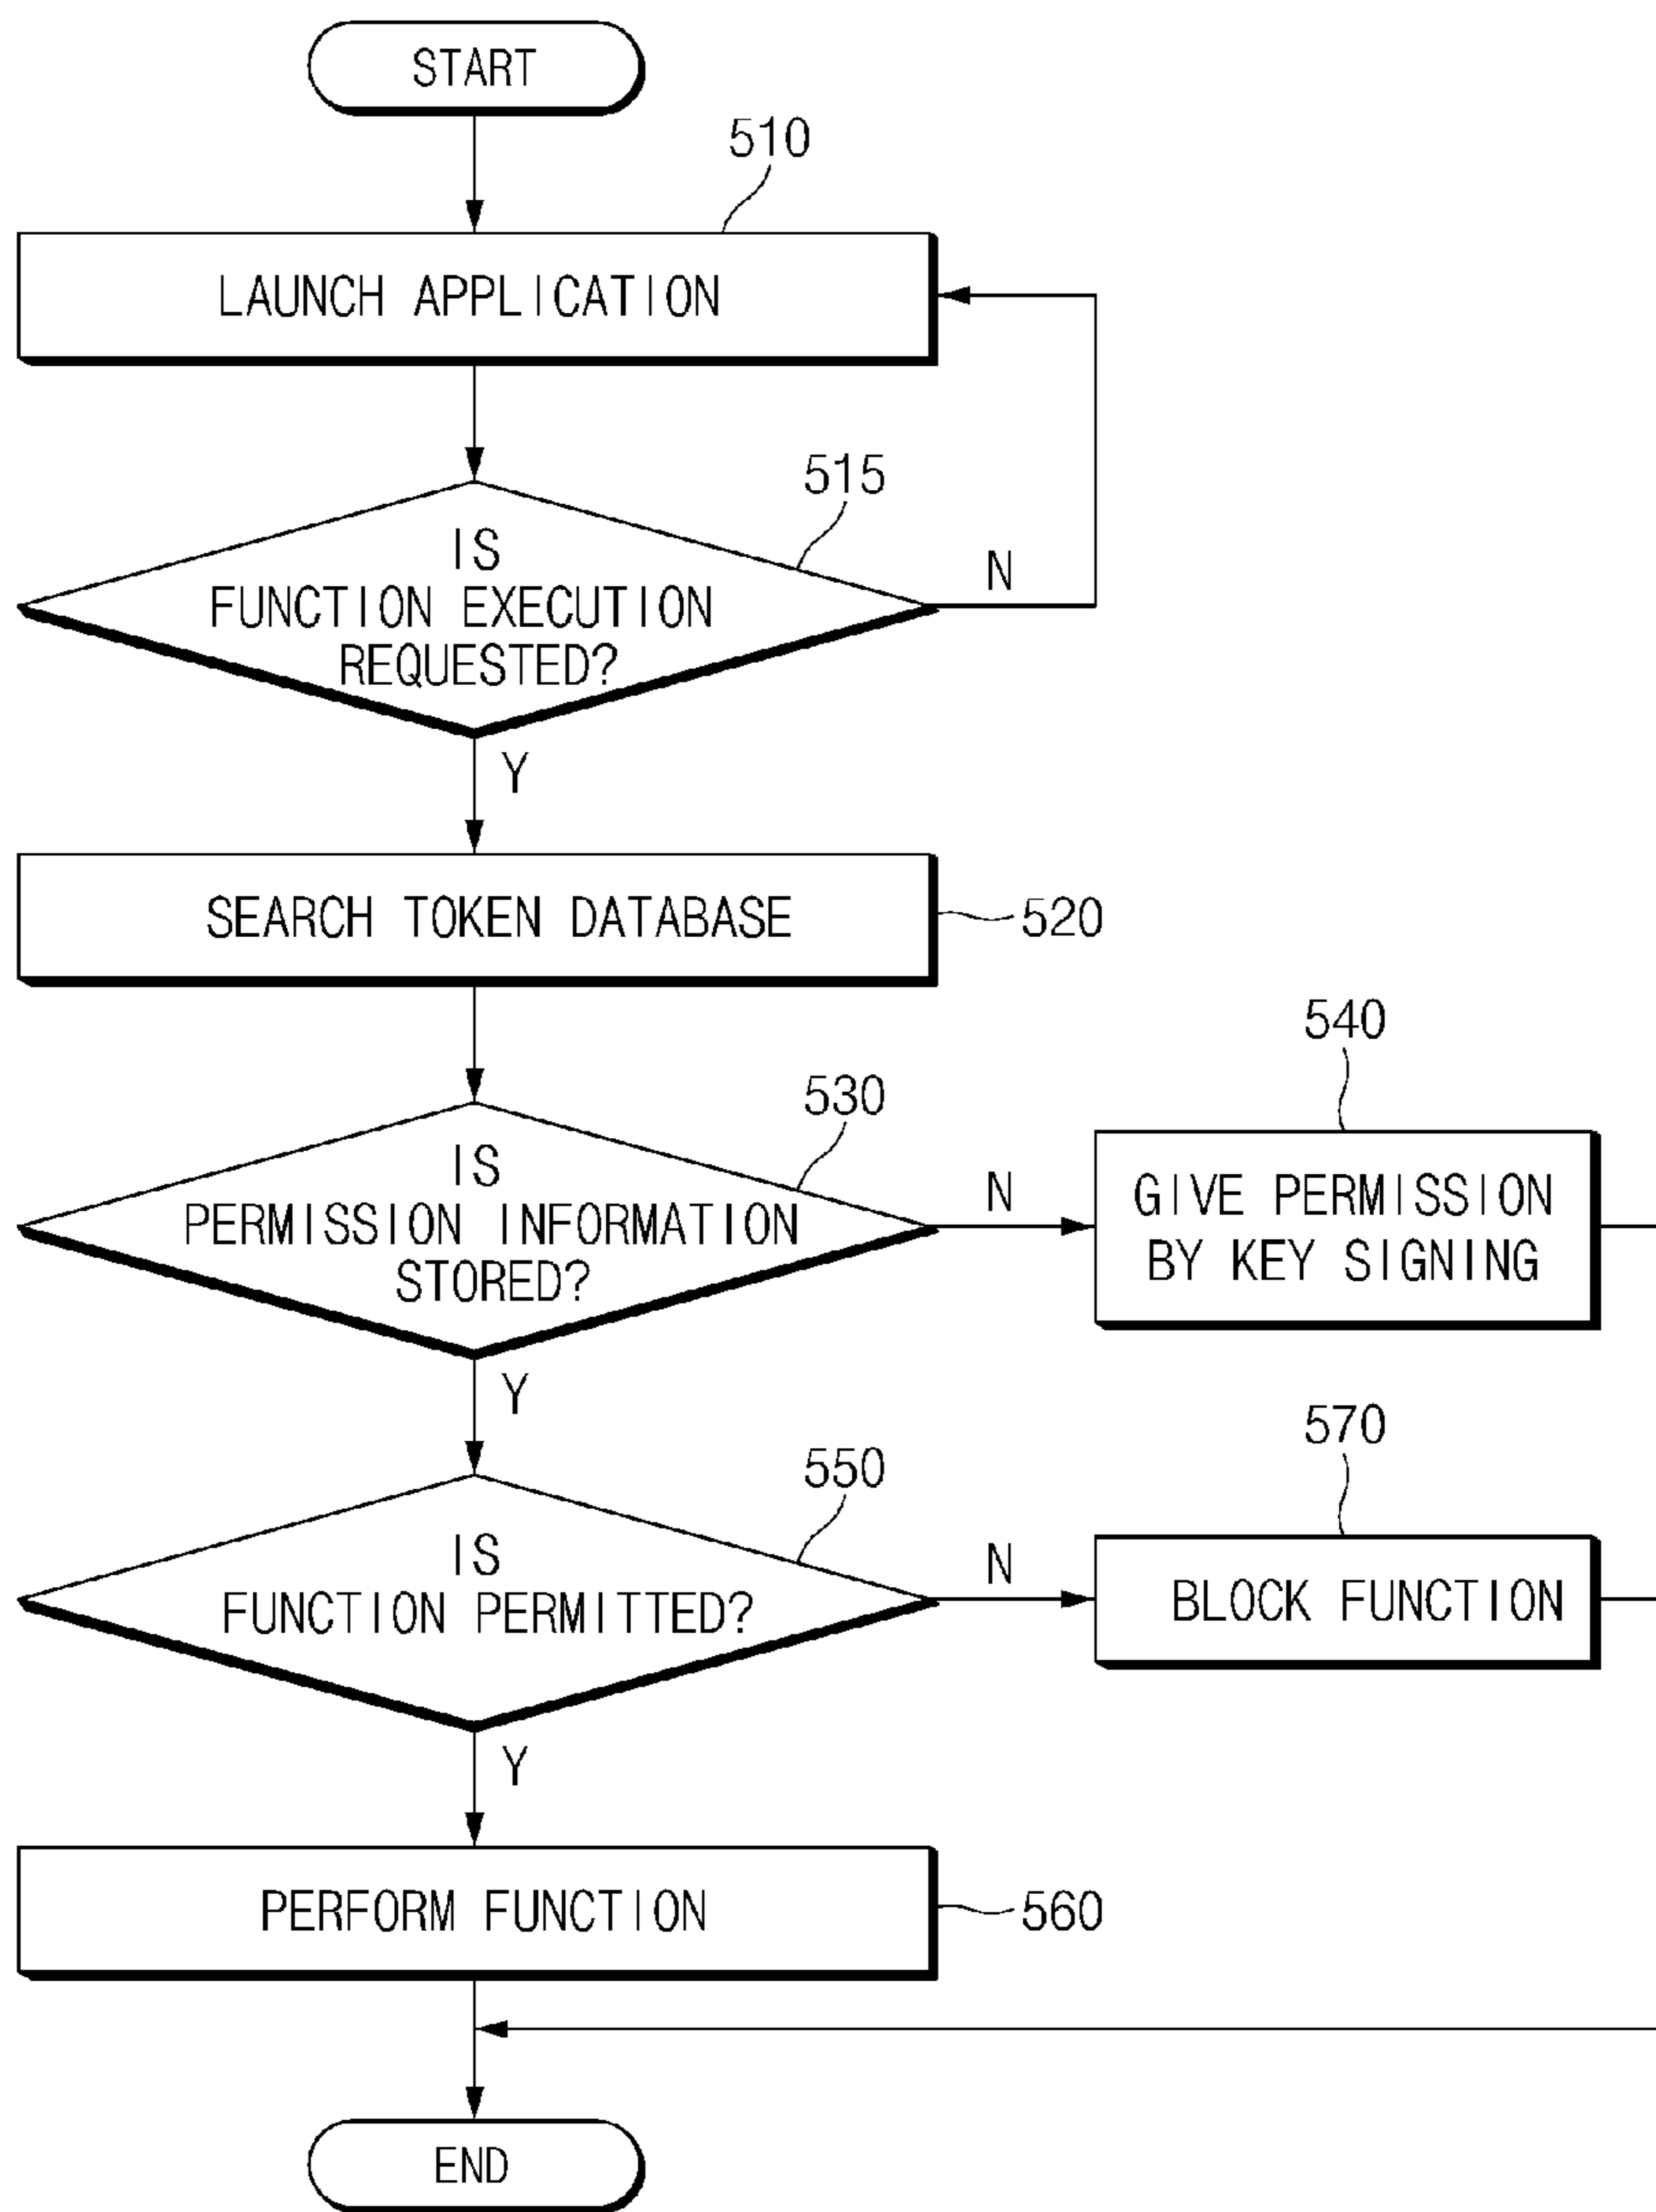 START
510
LAUNCH APPLICATION
515
IS
FUNCTION EXECUTION
REQUESTED?
N
Y
SEARCH TOKEN DATABASE
520
530
IS
PERMISSION INFORMATION
STORED?
N
540
GIVE PERMISSION
BY KEY SIGNING
Y
550
IS
FUNCTION PERMITTED?
N
570
BLOCK FUNCTION
Y
PERFORM FUNCTION
560
END